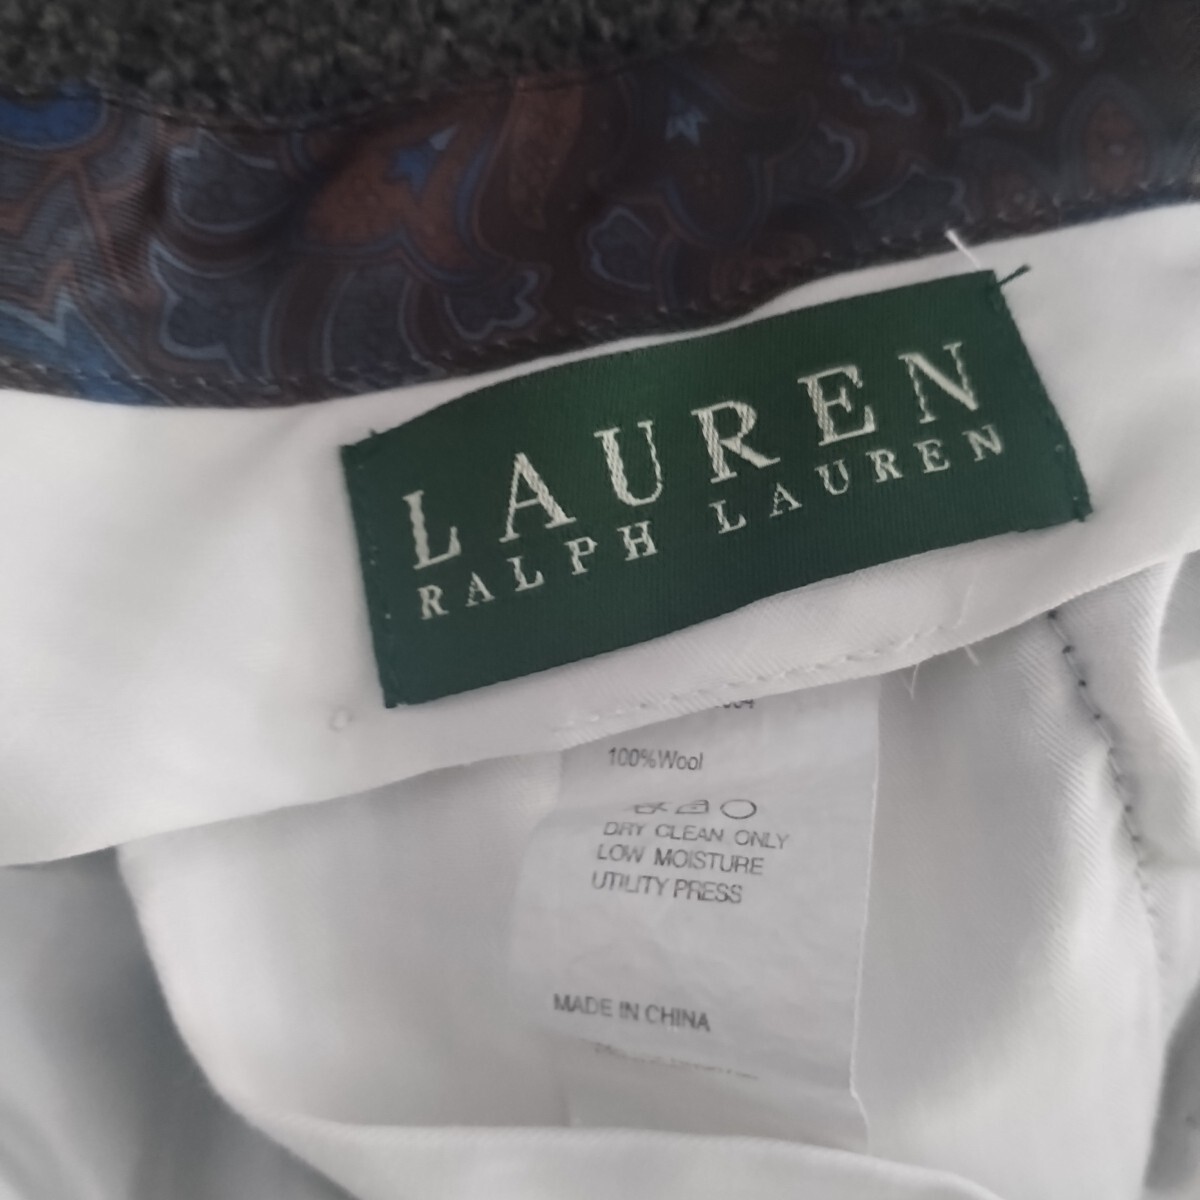 LAUREN
RALPH LAUREN
100%Wool
DRY CLEAN ONLY
LOW MOISTURE
UTILITY PRESS
MADE IN CHINA